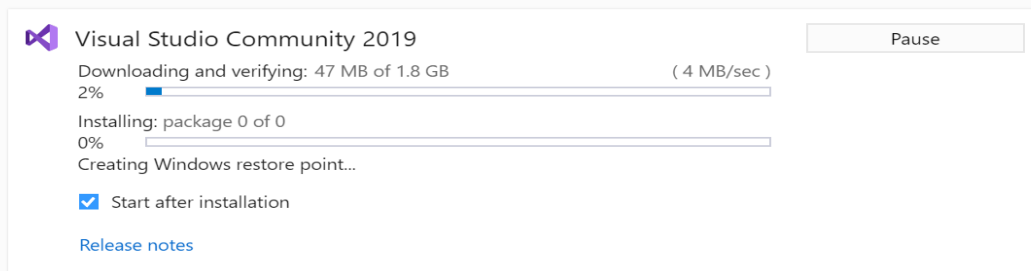 Visual Studio Community 2019
Pause
Downloading and verifying: 47 MB of 1.8 GB ( 4 MB/sec )
2%
Installing: package 0 of 0
0%
Creating Windows restore point...
Start after installation
Release notes